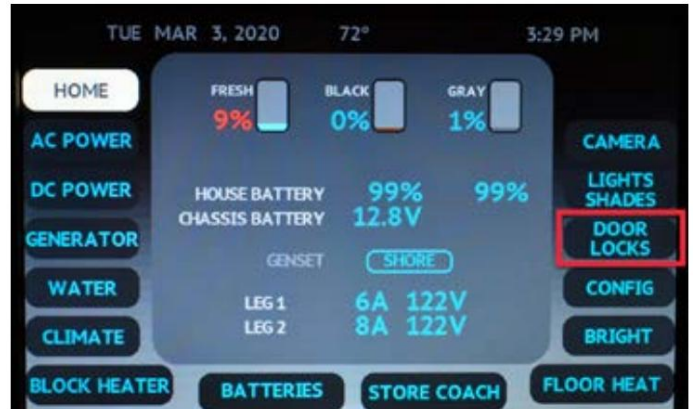 TUE MAR 3, 2020 72° 3:29 PM
HOME
AC POWER
DC POWER
GENERATOR
WATER
CLIMATE
BLOCK HEATER
FRESH BLACK GRAY
9% 0% 1%
HOUSE BATTERY 99% 99%
CHASSIS BATTERY 12.8V
GENSET SHORE
LEG 1 6A 122V
LEG 2 8A 122V
BATTERIES
STORE COACH
CAMERA
LIGHTS
SHADES
DOOR
LOCKS
CONFIG
BRIGHT
FLOOR HEAT